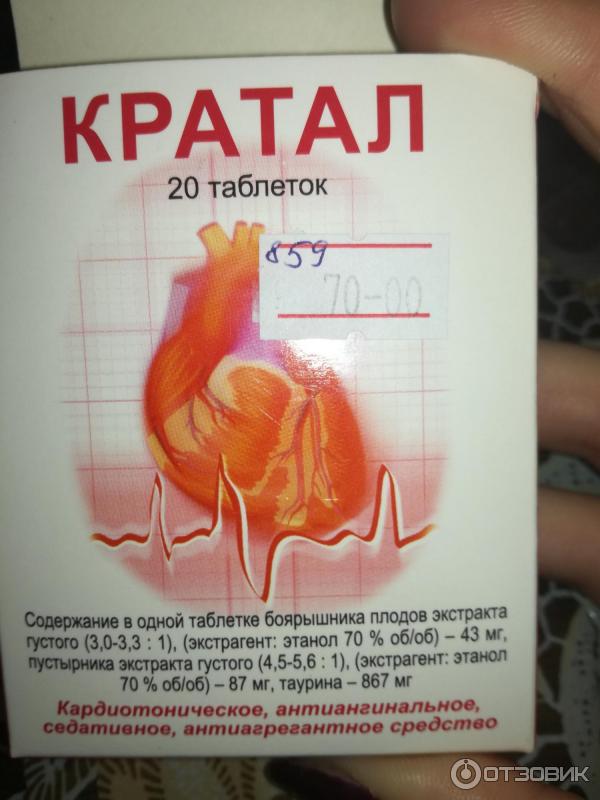 КРАТАЛ
20 таблеток
859
70-00
Содержание в одной таблетке боярышника плодов экстракта
густого (3,0-3,3 : 1), (экстрагент: этанол 70 % об/об) – 43 мг,
пустырника экстракта густого (4,5-5,6 : 1), (экстрагент: этанол
70 % об/об) – 87 мг, таурина – 867 мг
Кардиотоническое, антиангинальное,
седативное, антиагрегантное средство
ОТЗОВИК